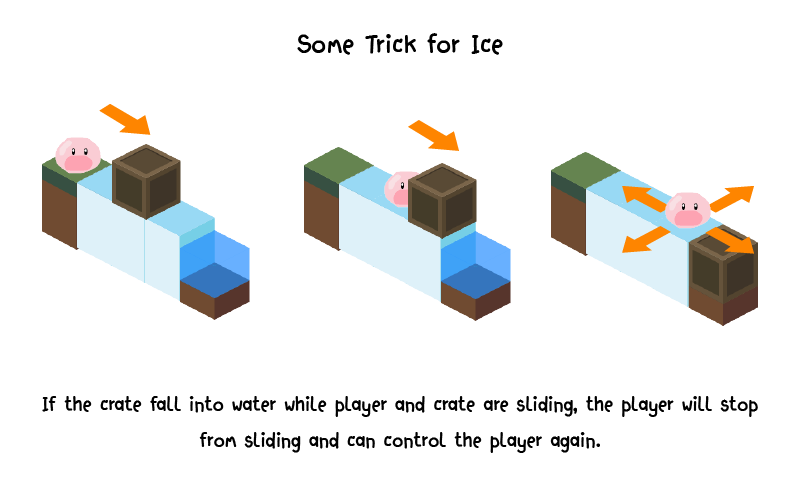 Some Trick for Ice
If the crate fall into water while player and crate are sliding, the player will stop
from sliding and can control the player again.